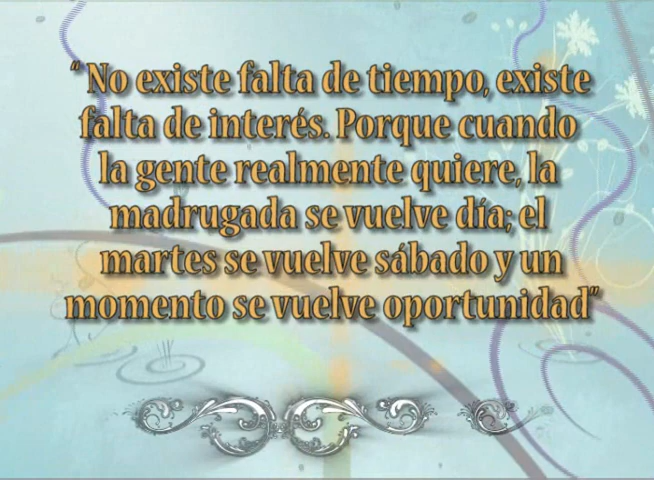 “ No existe falta de tiempo, existe
falta de interés. Porque cuando
la gente realmente quiere, la
madrugada se vuelve día; el
martes se vuelve sábado y un
momento se vuelve oportunidad”